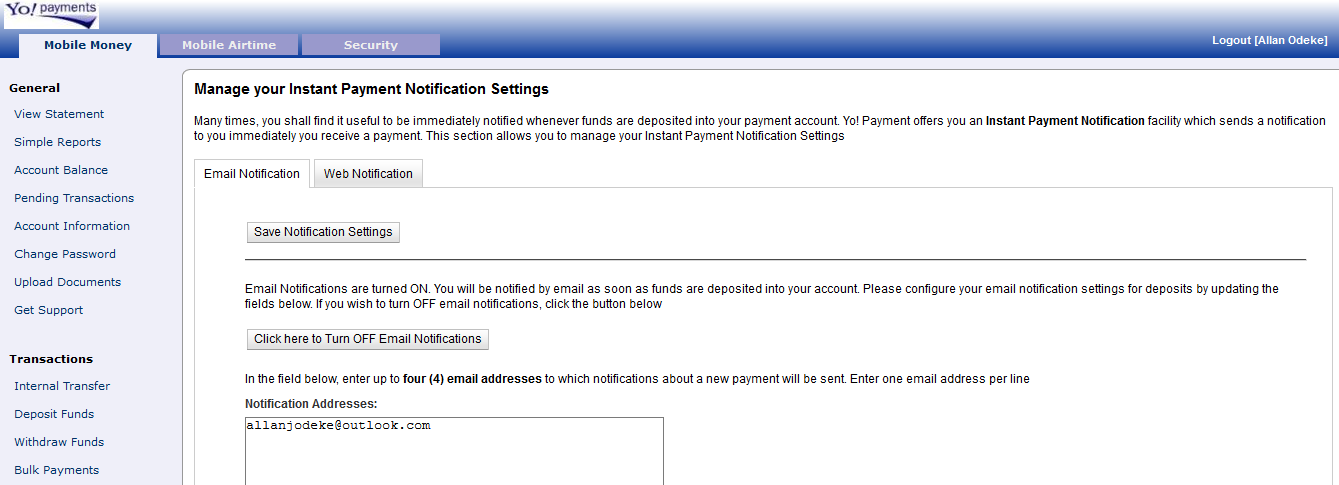 Yo! payments
Mobile Money
Mobile Airtime
Security
Logout [Allan Odeke]
General
View Statement
Simple Reports
Account Balance
Pending Transactions
Account Information
Change Password
Upload Documents
Get Support
Transactions
Internal Transfer
Deposit Funds
Withdraw Funds
Bulk Payments
Manage your Instant Payment Notification Settings
Many times, you shall find it useful to be immediately notified whenever funds are deposited into your payment account. Yo! Payment offers you an Instant Payment Notification facility which sends a notification
to you immediately you receive a payment. This section allows you to manage your Instant Payment Notification Settings
Email Notification
Web Notification
Save Notification Settings
Email Notifications are turned ON. You will be notified by email as soon as funds are deposited into your account. Please configure your email notification settings for deposits by updating the
fields below. If you wish to turn OFF email notifications, click the button below
Click here to Turn OFF Email Notifications
In the field below, enter up to four (4) email addresses to which notifications about a new payment will be sent. Enter one email address per line
Notification Addresses:
allanjodeke@outlook.com